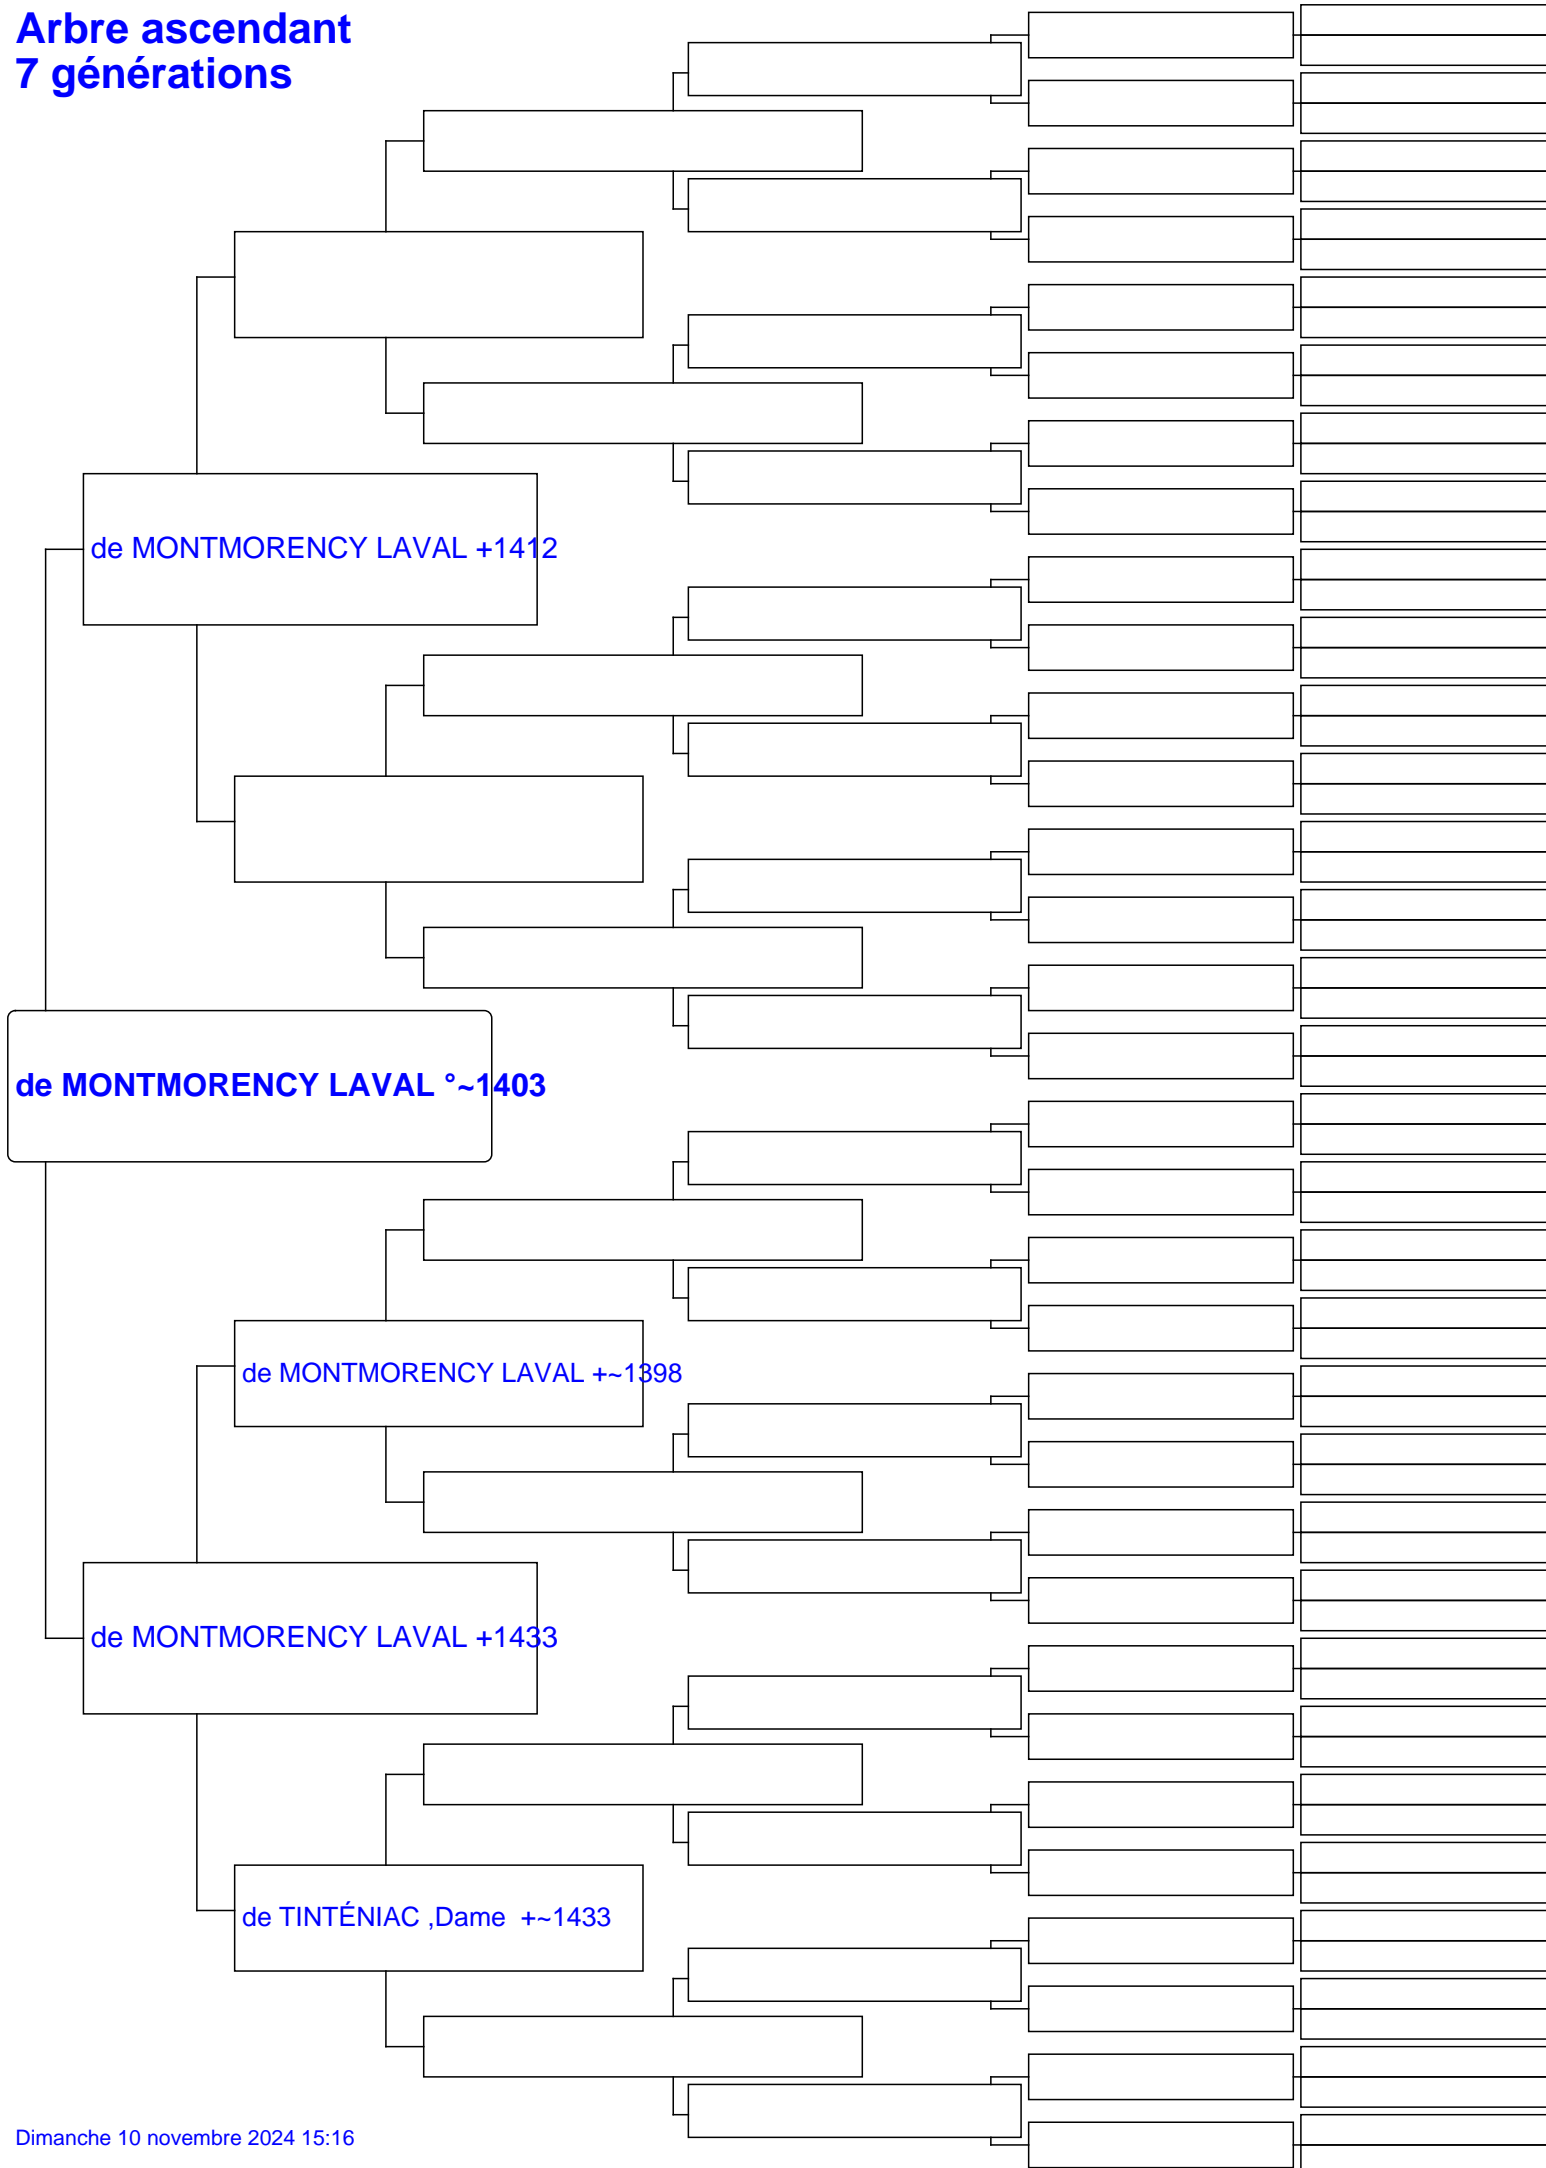 Arbre ascendant
7 générations
de MONTMORENCY LAVAL +1412
de MONTMORENCY LAVAL °~1403
de MONTMORENCY LAVAL +~1398
de MONTMORENCY LAVAL +1433
de TINTÉNIAC ,Dame  +~1433
Dimanche 10 novembre 2024 15:16